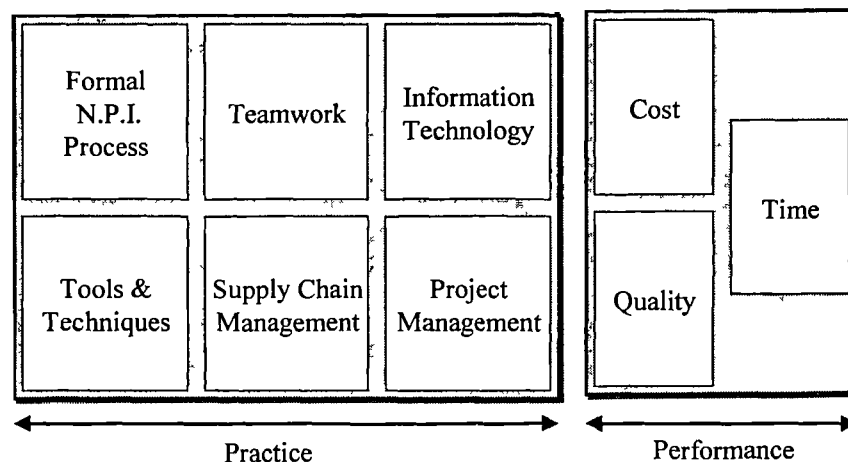 Formal
N.P.I.
Process
Teamwork
Information
Technology
Tools &
Techniques
Supply Chain
Management
Project
Management
Practice
Cost
Quality
Time
Performance